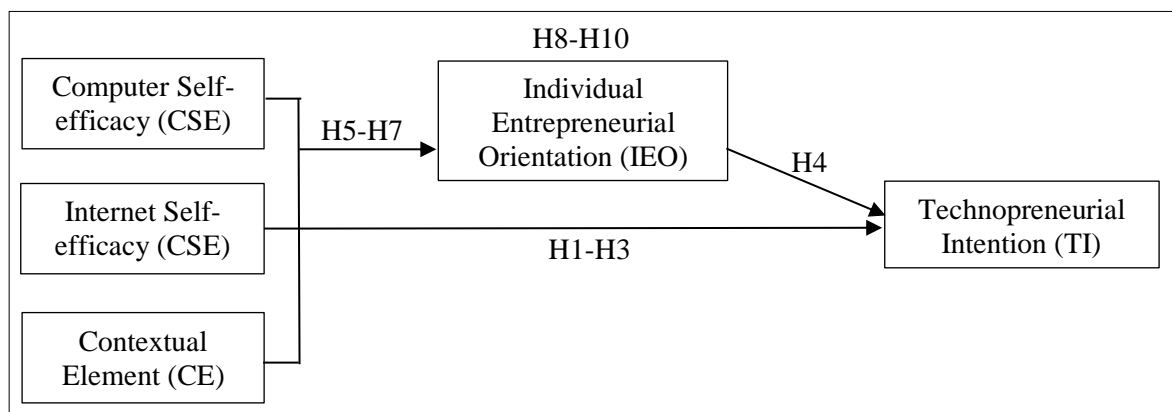 H8-H10
Computer Self-
efficacy (CSE)
Individual
Entrepreneurial
Orientation (IEO)
H5-H7
H4
Internet Self-
efficacy (CSE)
H1-H3
Technopreneurial
Intention (TI)
Contextual
Element (CE)